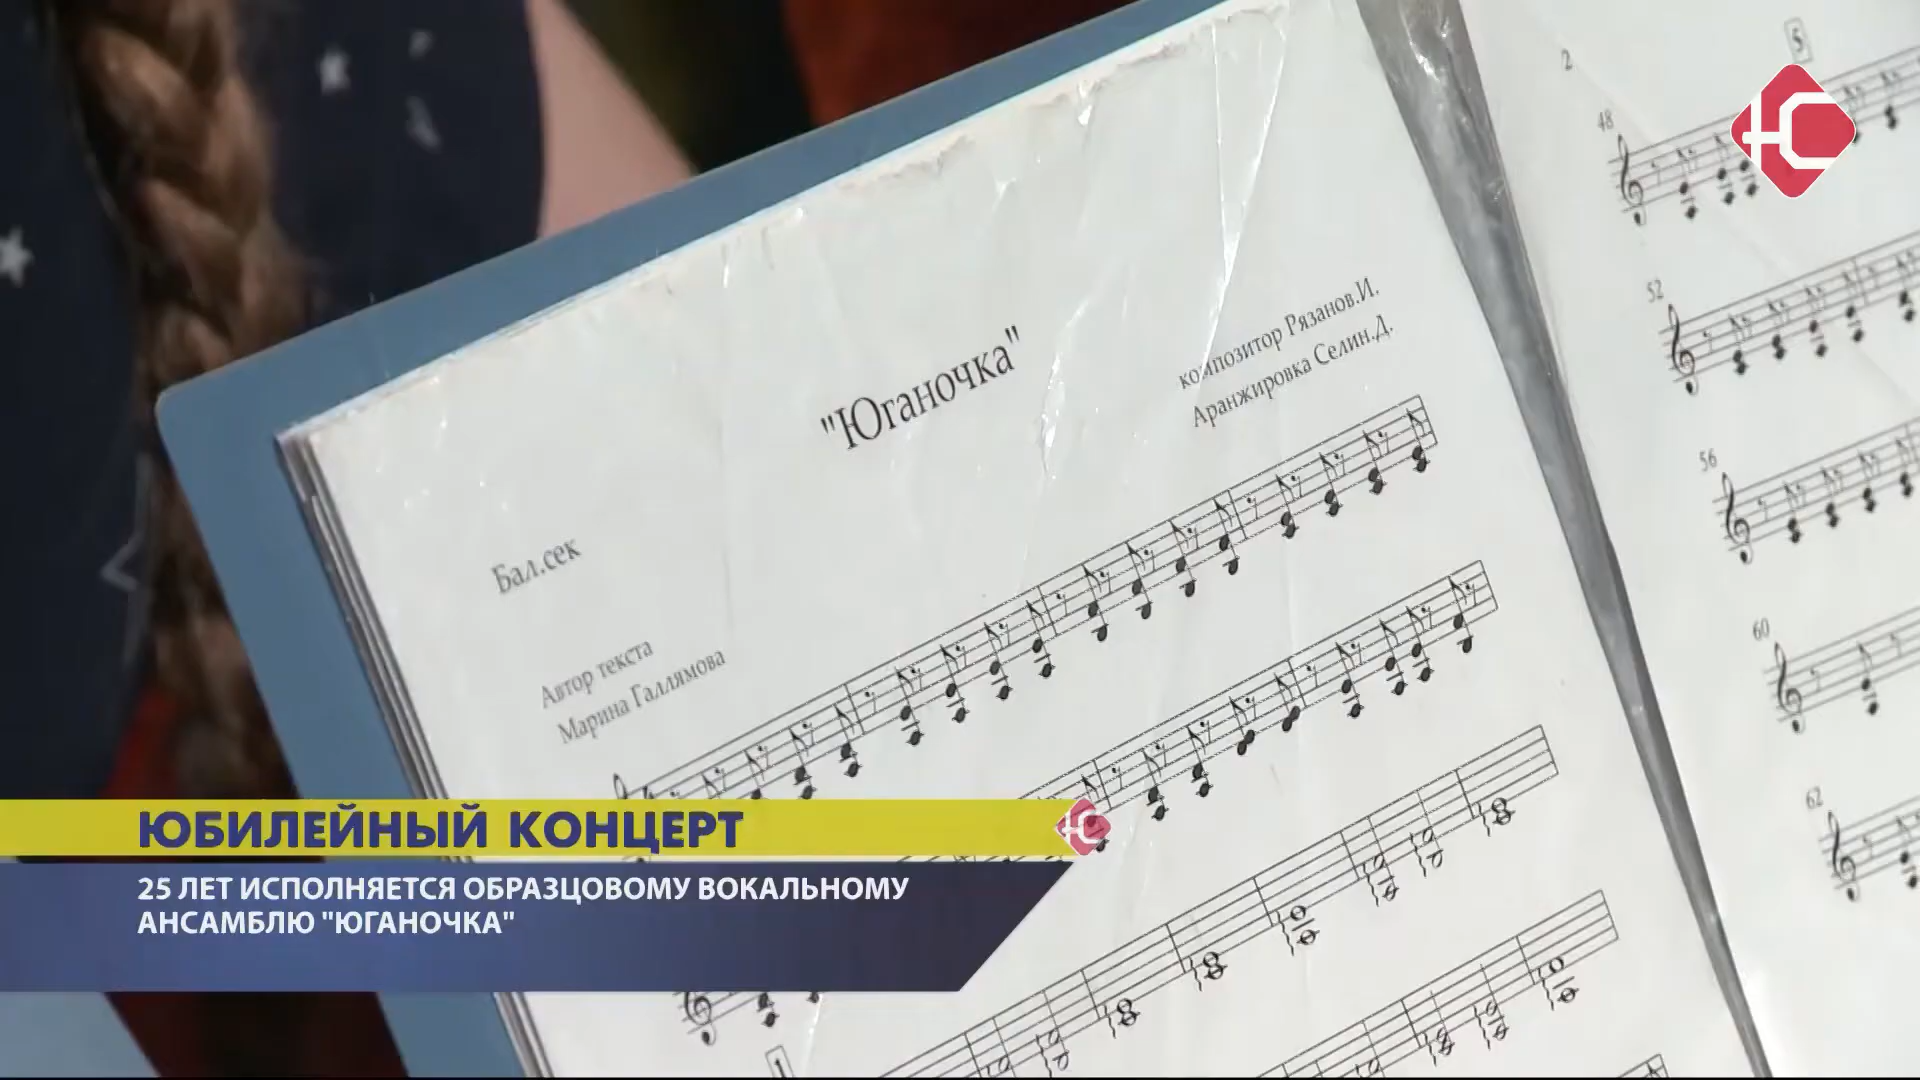 "Юганочка"
композитор Рязанов.И.
Аранжировка Селин.Д.
Бал.сек
Автор текста
Марина Галлямова
2
5
48
52
56
60
62
1
ЮС
ЮБИЛЕЙНЫЙ КОНЦЕРТ
25 ЛЕТ ИСПОЛНЯЕТСЯ ОБРАЗЦОВОМУ ВОКАЛЬНОМУ
АНСАМБЛЮ "ЮГАНОЧКА"